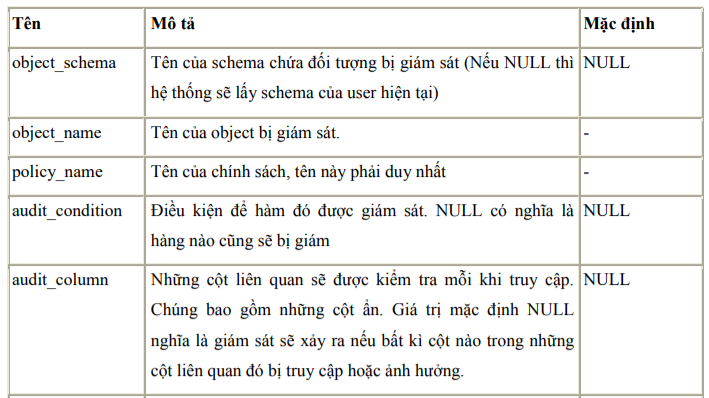 Tên Mô tả Mặc định
object_schema Tên của schema chứa đối tượng bị giám sát (Nếu NULL thì NULL
hệ thống sẽ lấy schema của user hiện tại)
object_name Tên của object bị giám sát. -
policy_name Tên của chính sách, tên này phải duy nhất -
audit_condition Điều kiện để hàm đó được giám sát. NULL có nghĩa là NULL
hàng nào cũng sẽ bị giám
audit_column Những cột liên quan sẽ được kiểm tra mỗi khi truy cập. NULL
Chúng bao gồm những cột ẩn. Giá trị mặc định NULL
nghĩa là giám sát sẽ xảy ra nếu bất kì cột nào trong những
cột liên quan đó bị truy cập hoặc ảnh hưởng.